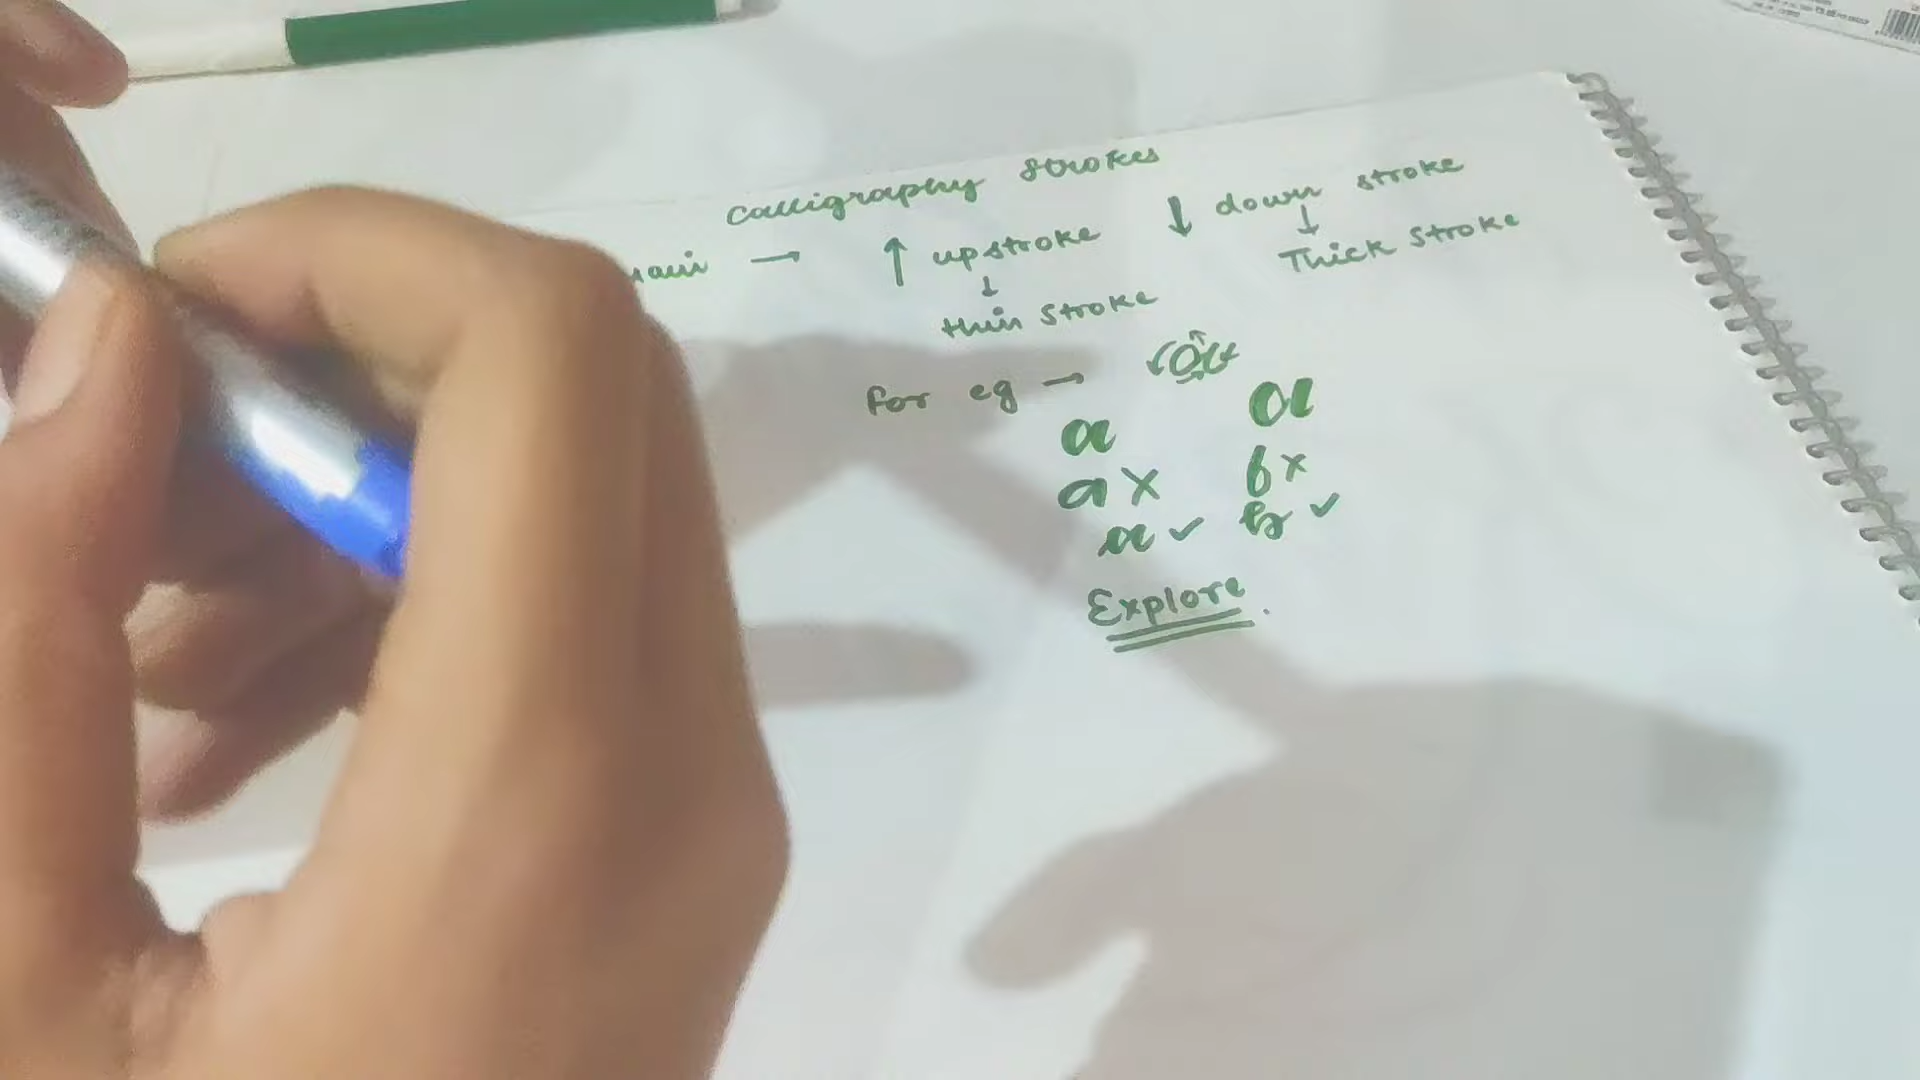 Calligraphy Strokes
→ ↑ upstroke ↓ down stroke
↓ ↓
thin stroke Thick Stroke
for eg → a
a a
a x b x
a ✓ b ✓
Explore.